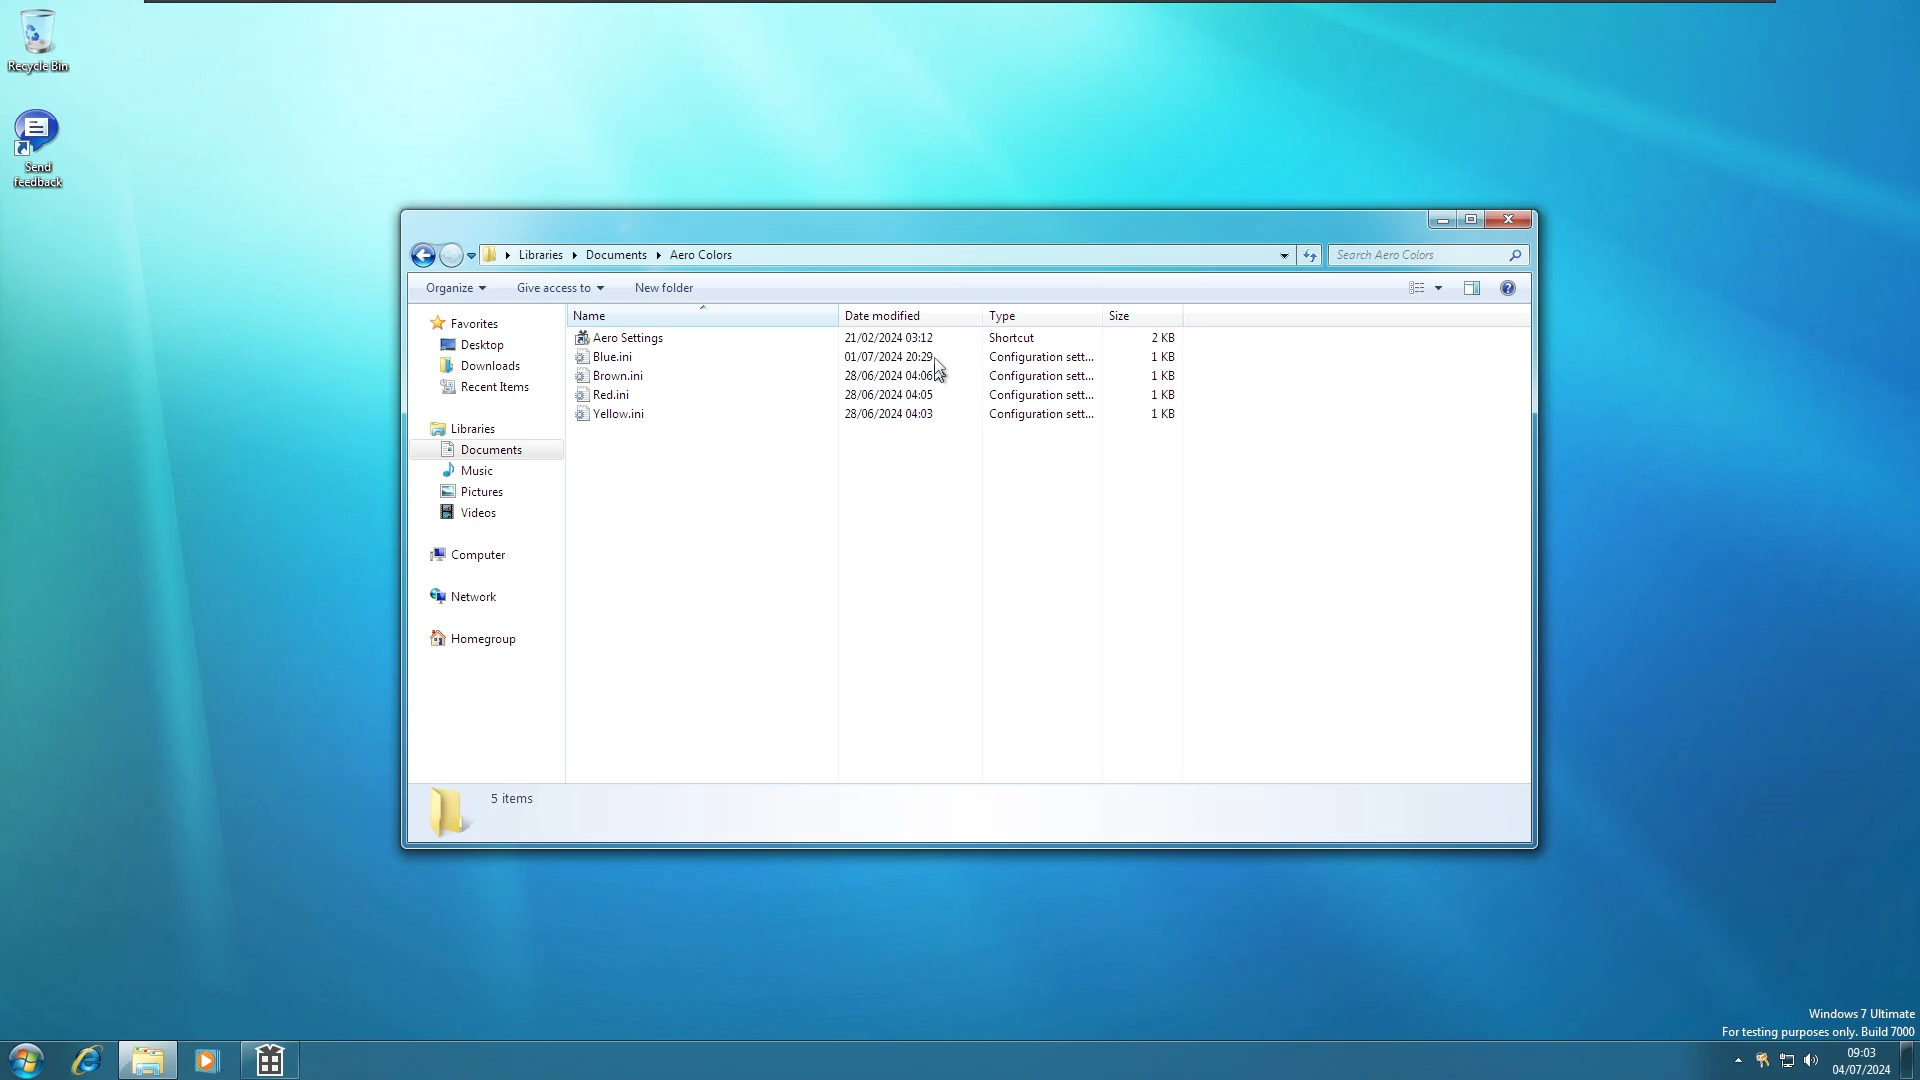 Recycle Bin
Send
feedback
Libraries Documents Aero Colors
Search Aero Colors
Organize Give access to New folder
Favorites
Desktop
Downloads
Recent Items
Libraries
Documents
Music
Pictures
Videos
Computer
Network
Homegroup
Name Date modified Type Size
Aero Settings 21/02/2024 03:12 Shortcut 2 KB
Blue.ini 01/07/2024 20:29 Configuration sett... 1 KB
Brown.ini 28/06/2024 04:06 Configuration sett... 1 KB
Red.ini 28/06/2024 04:05 Configuration sett... 1 KB
Yellow.ini 28/06/2024 04:03 Configuration sett... 1 KB
5 items
Windows 7 Ultimate
For testing purposes only. Build 7000
09:03
04/07/2024